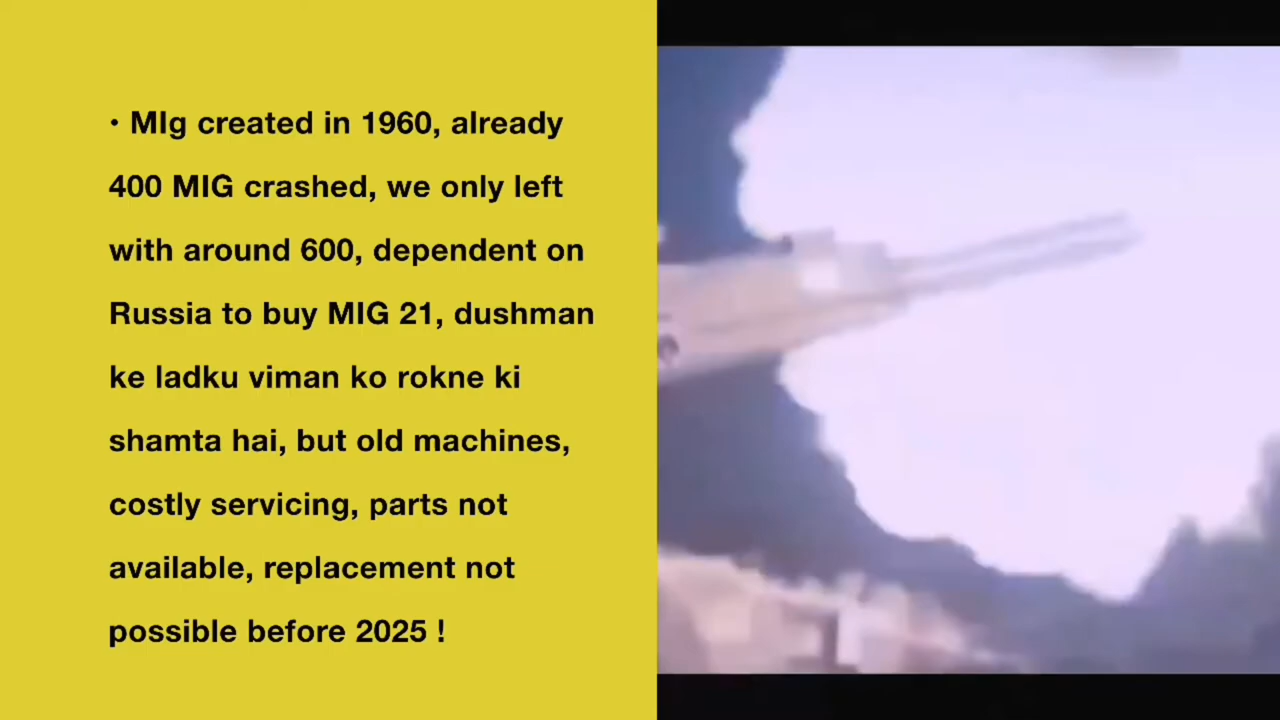 • MIg created in 1960, already
400 MIG crashed, we only left
with around 600, dependent on
Russia to buy MIG 21, dushman
ke ladku viman ko rokne ki
shamta hai, but old machines,
costly servicing, parts not
available, replacement not
possible before 2025 !